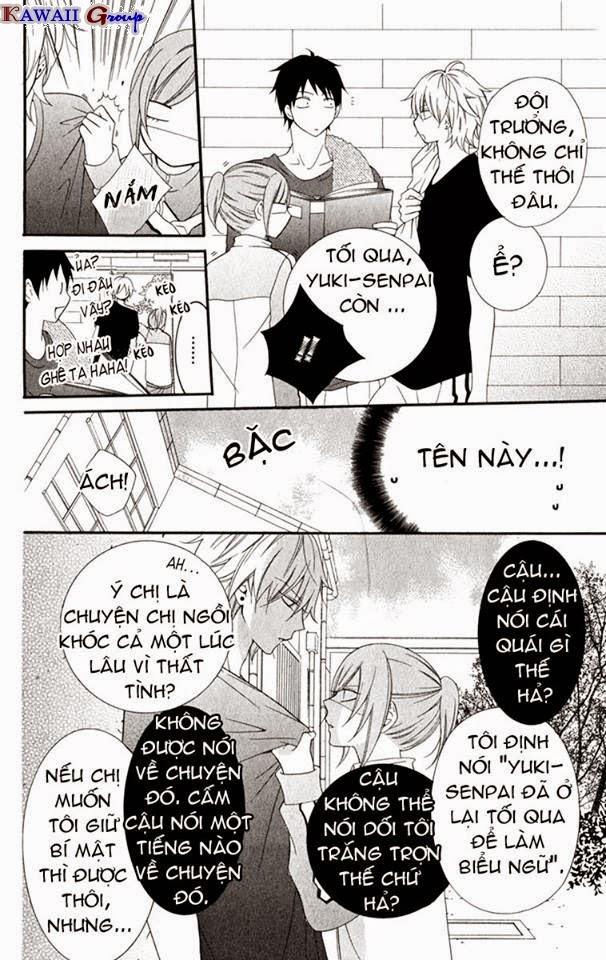 KAWAII Group
ĐỘI
TRƯỞNG,
KHÔNG CHỈ
THẾ THÔI
ĐÂU.
Ể?
TỐI QUA,
YUKI-SENPAI
CÒN ...
!!
NẮM
ỦA?
ĐI ĐÂU
VẬY?
HỢP NHAU
GHÊ TA HAHA!
KÉO
KÉO
KÉO
.........
TÊN NÀY...!
BẶC
ÁCH!
CẬU...
CẬU ĐỊNH
NÓI CÁI
QUÁI GÌ
THẾ
HẢ?
TÔI ĐỊNH
NÓI "YUKI-
SENPAI ĐÃ Ở
LẠI TỐI QUA
ĐỂ LÀM
BIỂU NGỮ".
CẬU
KHÔNG THỂ
NÓI DỐI TÔI
TRẮNG TRỢN
THẾ CHỨ
HẢ?
AH...
Ý CHỊ LÀ
CHUYỆN CHỊ NGỒI
KHÓC CẢ MỘT LÚC
LÂU VÌ THẤT
TÌNH?
KHÔNG
ĐƯỢC NÓI
VỀ CHUYỆN
ĐÓ. CẤM
CẬU NÓI MỘT
TIẾNG NÀO
VỀ CHUYỆN
ĐÓ.
NẾU CHỊ
MUỐN
TÔI GIỮ
BÍ MẬT
THÌ ĐƯỢC
THÔI,
NHƯNG...